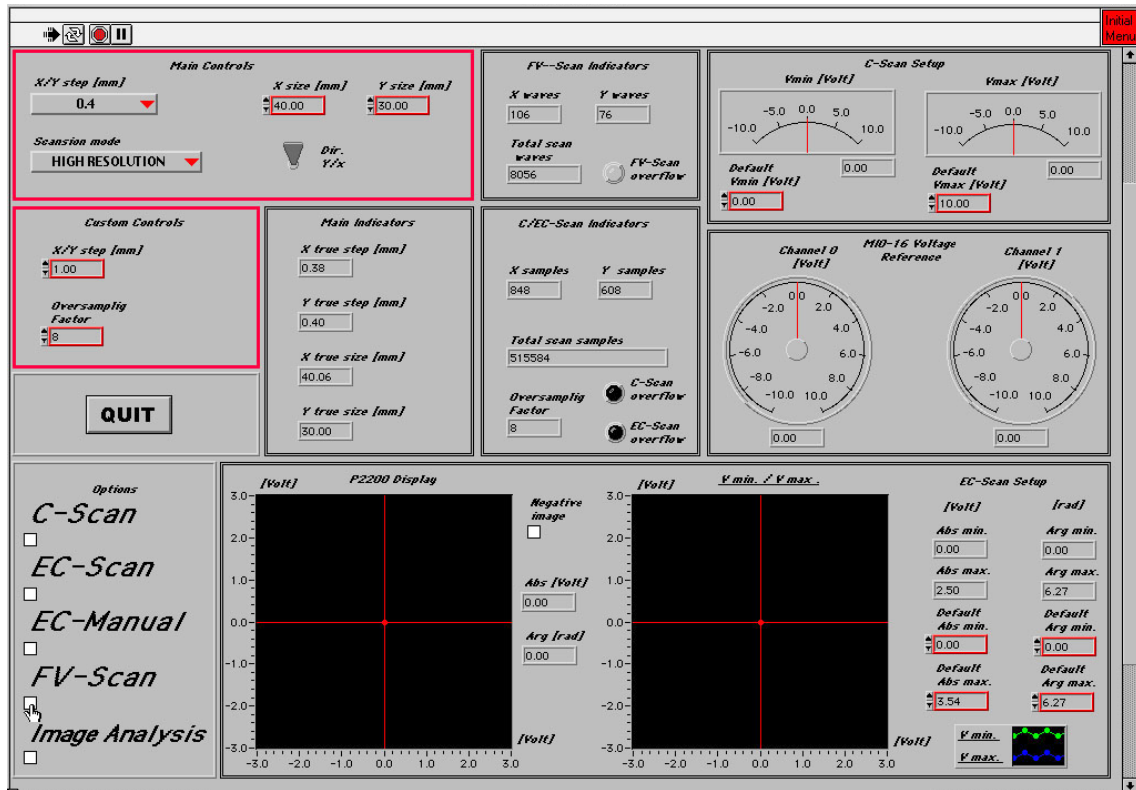 Initial
Menu
Main Controls
X/Y step [mm]
0.4
X size [mm]
40.00
Y size [mm]
30.00
Scansion mode
HIGH RESOLUTION
Dir.
Y/x
FV--Scan Indicators
X waves
106
Y waves
76
Total scan
waves
8056
FV-Scan
overflow
C-Scan Setup
Vmin [Volt]
-10.0 -5.0 0.0 5.0 10.0
Default
Vmin [Volt]
0.00
0.00
Vmax [Volt]
-10.0 -5.0 0.0 5.0 10.0
Default
Vmax [Volt]
0.00
10.00
Custom Controls
X/Y step [mm]
1.00
Oversamplig
Factor
8
QUIT
Main Indicators
X true step [mm]
0.38
Y true step [mm]
0.40
X true size [mm]
40.06
Y true size [mm]
30.00
C/EC-Scan Indicators
X samples
848
Y samples
608
Total scan samples
515584
Oversamplig
Factor
8
C-Scan
overflow
EC-Scan
overflow
MIO-16 Voltage
Reference
Channel 0
[Volt]
0.0
-2.0 2.0
-4.0 4.0
-6.0 6.0
-8.0 8.0
-10.0 10.0
0.00
Channel 1
[Volt]
0.0
-2.0 2.0
-4.0 4.0
-6.0 6.0
-8.0 8.0
-10.0 10.0
0.00
Options
C-Scan
EC-Scan
EC-Manual
FV-Scan
Image Analysis
[Volt]
P2200 Display
3.0
2.0
1.0
0.0
-1.0
-2.0
-3.0
-3.0 -2.0 -1.0 0.0 1.0 2.0 3.0
[Volt]
Negative
image
Abs [Volt]
0.00
Arg [rad]
0.00
[Volt]
V min. / V max.
3.0
2.0
1.0
0.0
-1.0
-2.0
-3.0
-3.0 -2.0 -1.0 0.0 1.0 2.0 3.0
[Volt]
EC-Scan Setup
[Volt]
[rad]
Abs min.
0.00
Arg min.
0.00
Abs max.
2.50
Arg max.
6.27
Default
Abs min.
0.00
Default
Arg min.
0.00
Default
Abs max.
3.54
Default
Arg max.
6.27
V min.
V max.